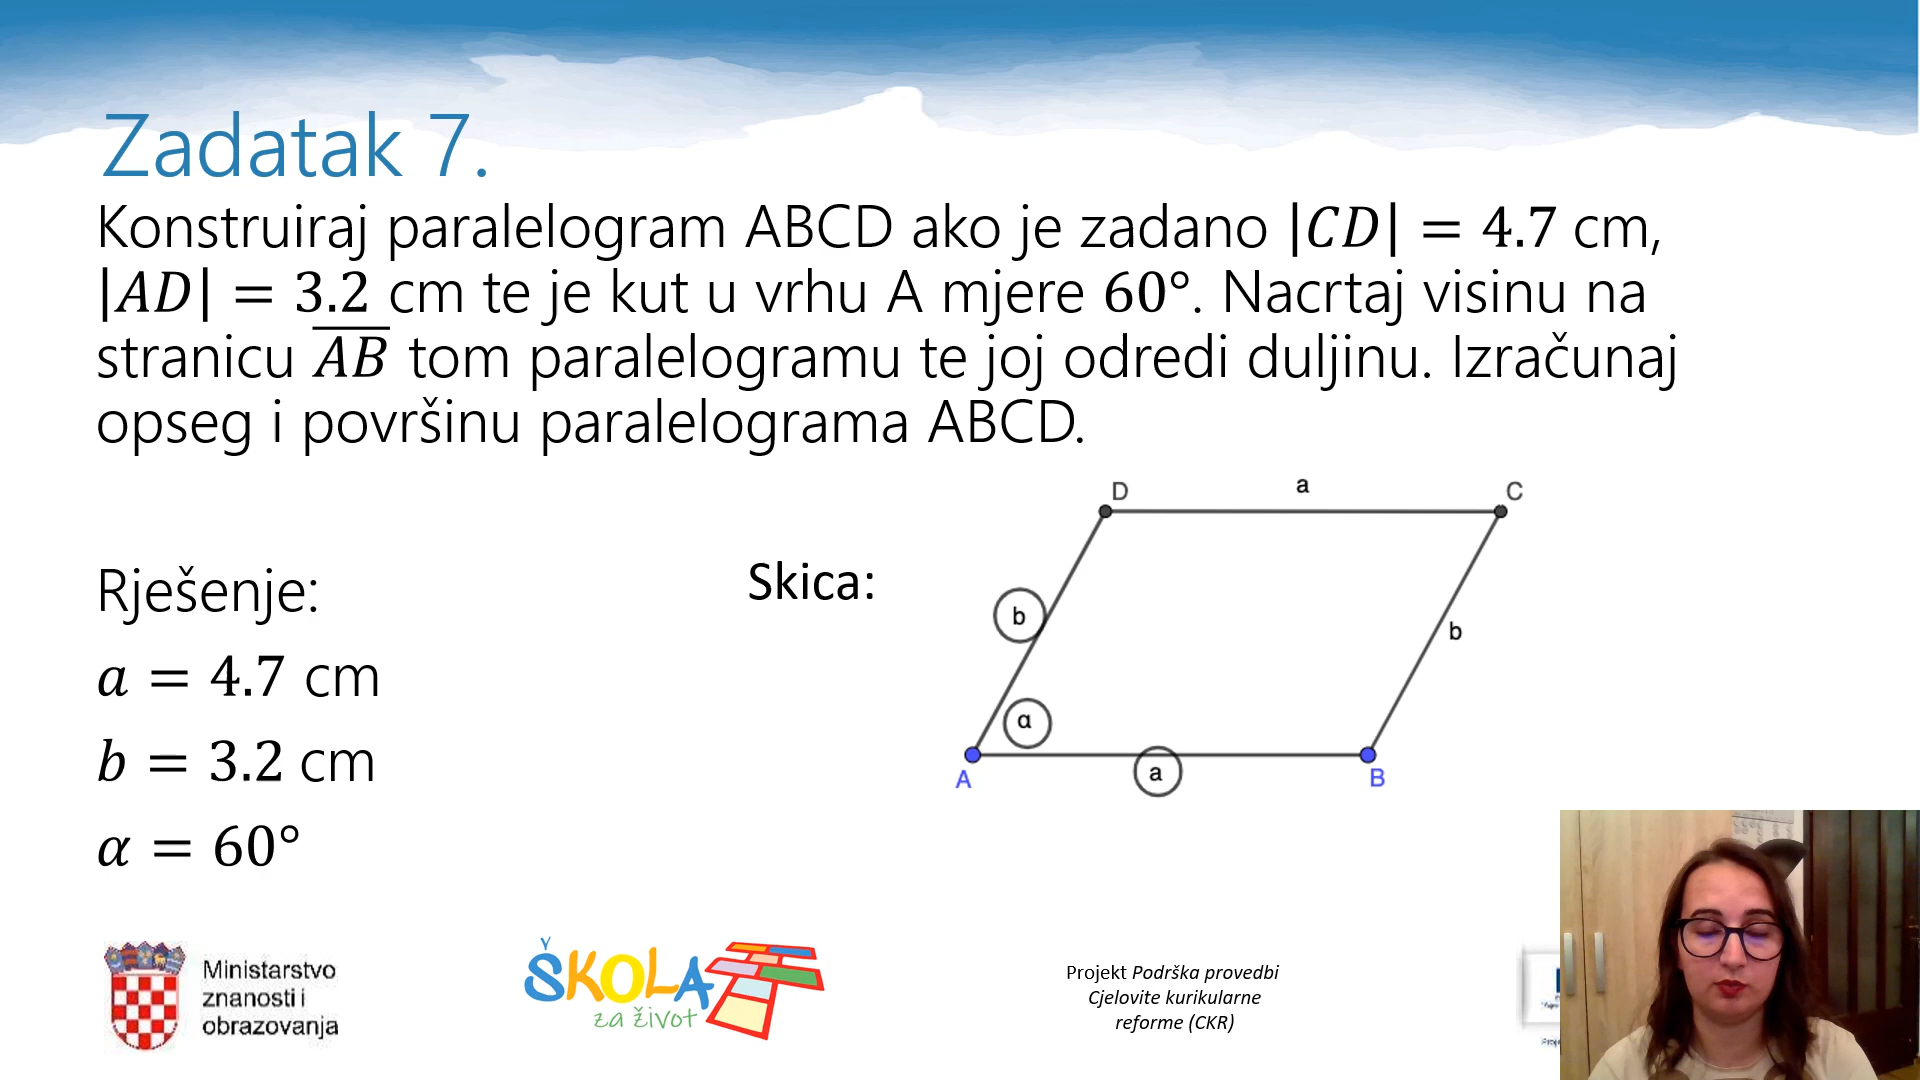 Zadatak 7.
Konstruiraj paralelogram ABCD ako je zadano |CD| = 4.7 cm,
|AD| = 3.2 cm te je kut u vrhu A mjere 60°. Nacrtaj visinu na
stranicu \overline{AB} tom paralelogramu te joj odredi duljinu. Izračunaj
opseg i površinu paralelograma ABCD.
D
a
C
Rješenje:
Skica:
b
b
a = 4.7 cm
α
b = 3.2 cm
A
a
B
α = 60°
Ministarstvo
znanosti i
obrazovanja
ŠKOLA
za život
Projekt Podrška provedbi
Cjelovite kurikularne
reforme (CKR)